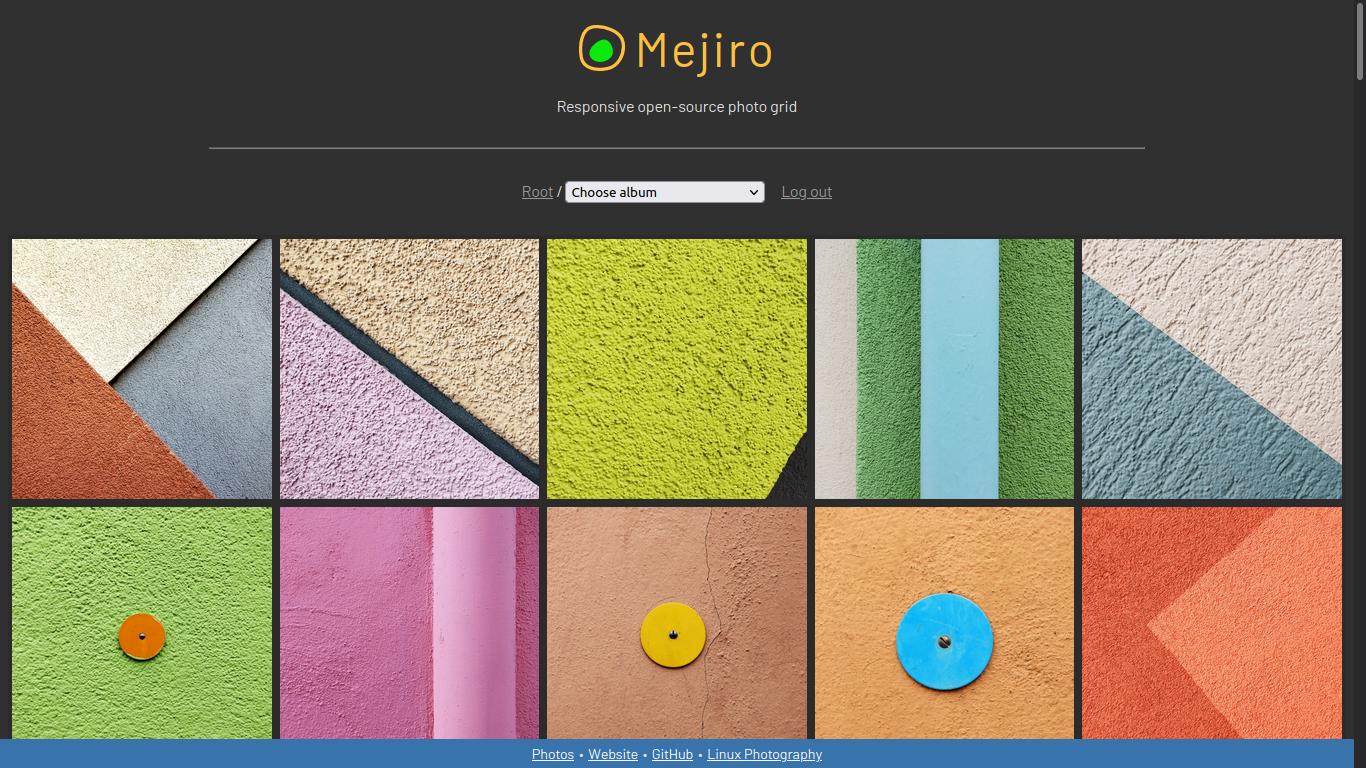 Mejiro
Responsive open-source photo grid
Root / Choose album Log out
Photos • Website • GitHub • Linux Photography